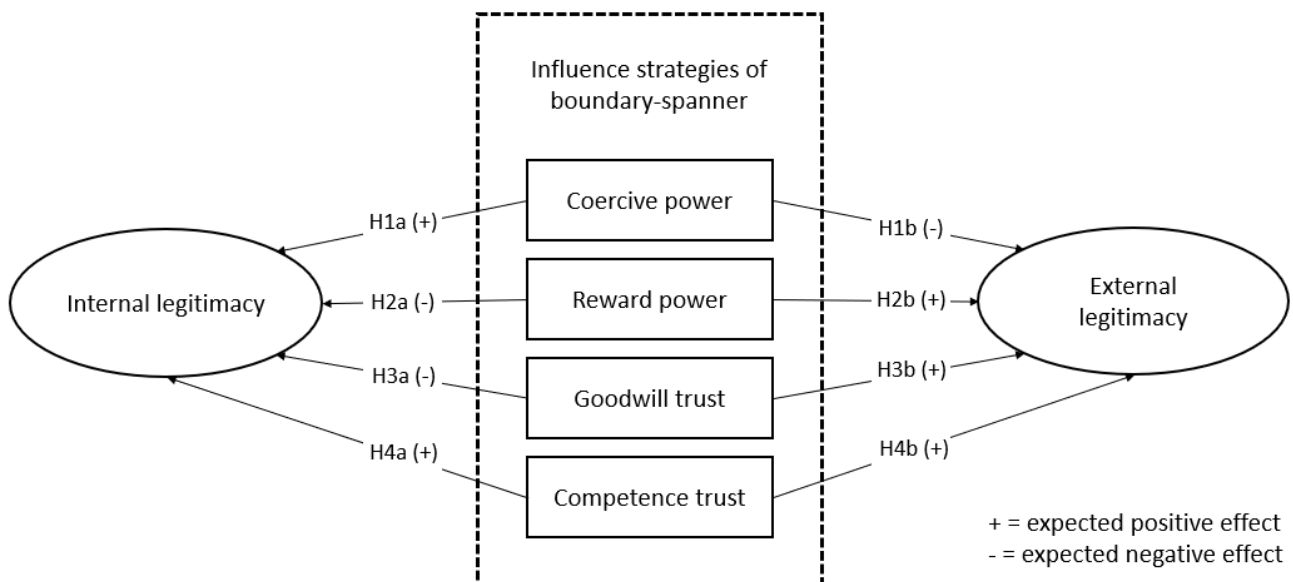 Influence strategies of
boundary-spanner
Coercive power
H1a (+)
H1b (-)
Internal legitimacy
H2a (-)
Reward power
H2b (+)
External
legitimacy
H3a (-)
Goodwill trust
H3b (+)
H4a (+)
Competence trust
H4b (+)
+ = expected positive effect
- = expected negative effect